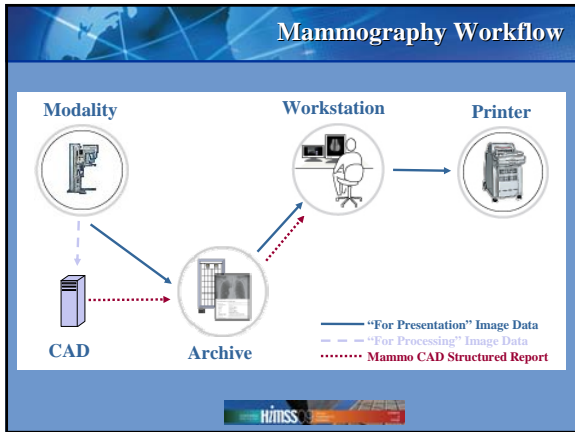 Mammography Workflow
Modality
Workstation
Printer
CAD
Archive
“For Presentation” Image Data
“For Processing” Image Data
Mammo CAD Structured Report
HIMSS09